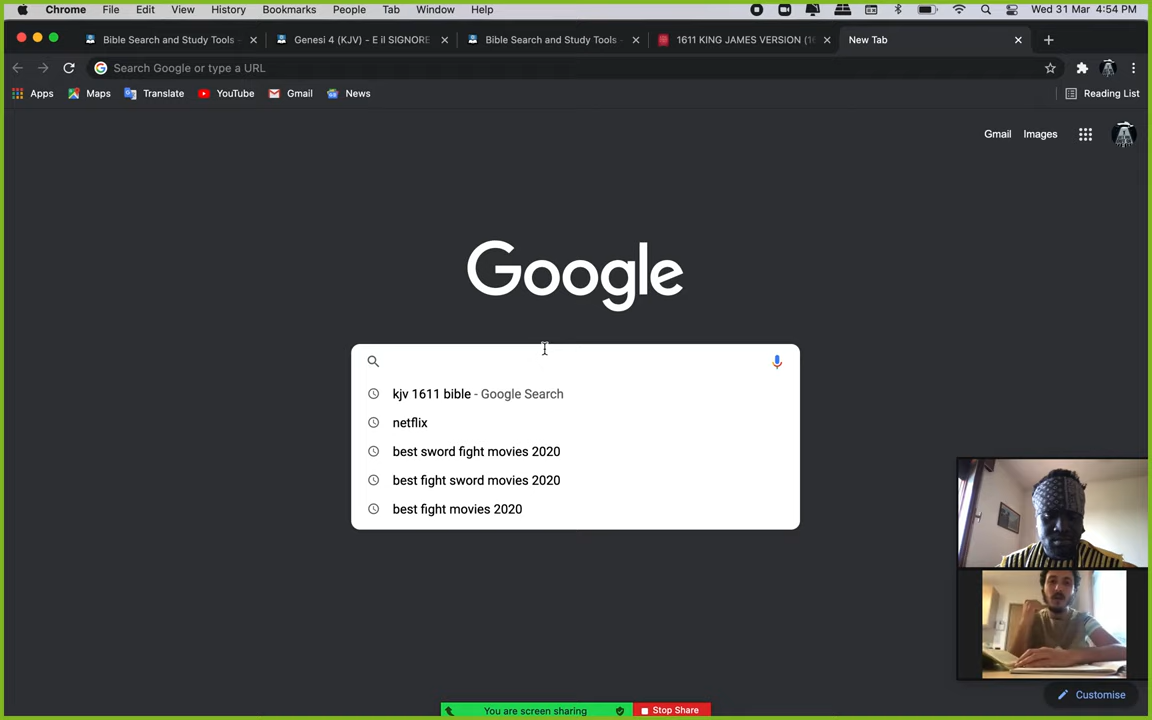 Chrome File Edit View History Bookmarks People Tab Window Help Wed 31 Mar 4:54 PM
Bible Search and Study Tools - Genesi 4 (KJV) - E il SIGNORE Bible Search and Study Tools - 1611 KING JAMES VERSION (16 New Tab
Search Google or type a URL
Apps Maps Translate YouTube Gmail News Reading List
Gmail Images
Google
kjv 1611 bible - Google Search
netflix
best sword fight movies 2020
best fight sword movies 2020
best fight movies 2020
Customise
You are screen sharing Stop Share